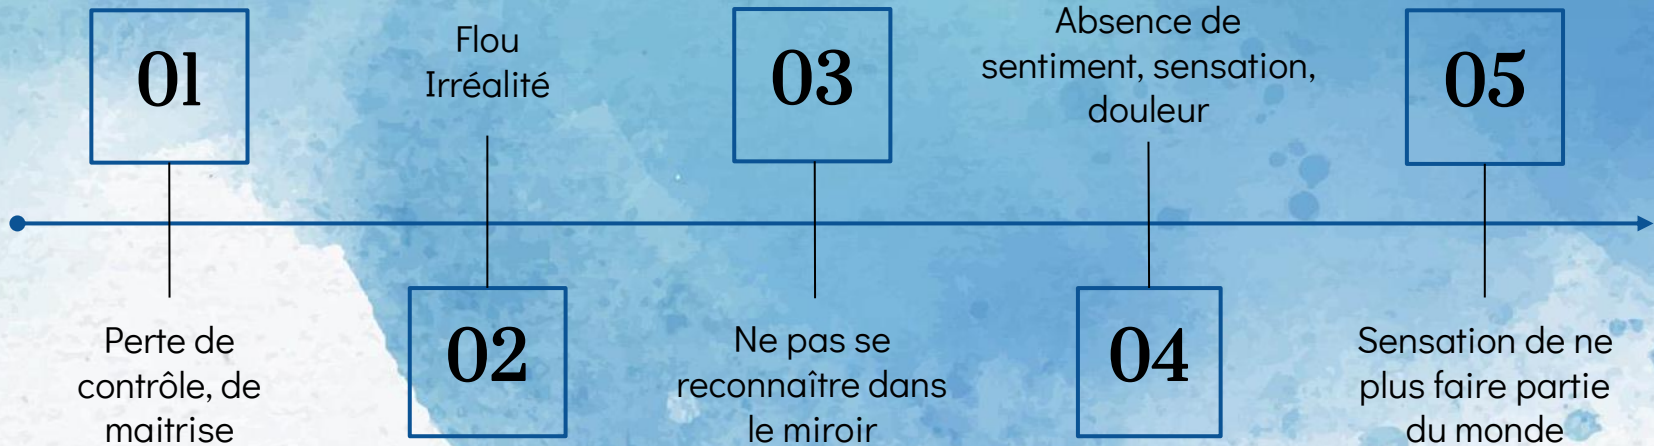 01
Perte de
contrôle, de
maitrise
Flou
Irréalité
02
03
Ne pas se
reconnaître dans
le miroir
Absence de
sentiment, sensation,
douleur
04
05
Sensation de ne
plus faire partie
du monde